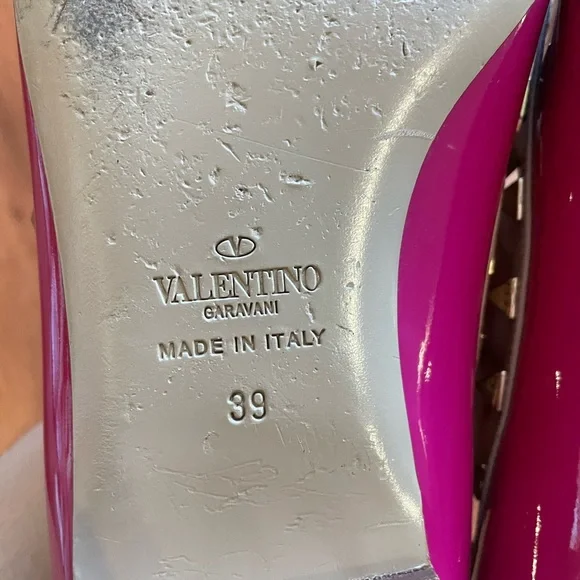 VALENTINO
GARAVANI
MADE IN ITALY
39